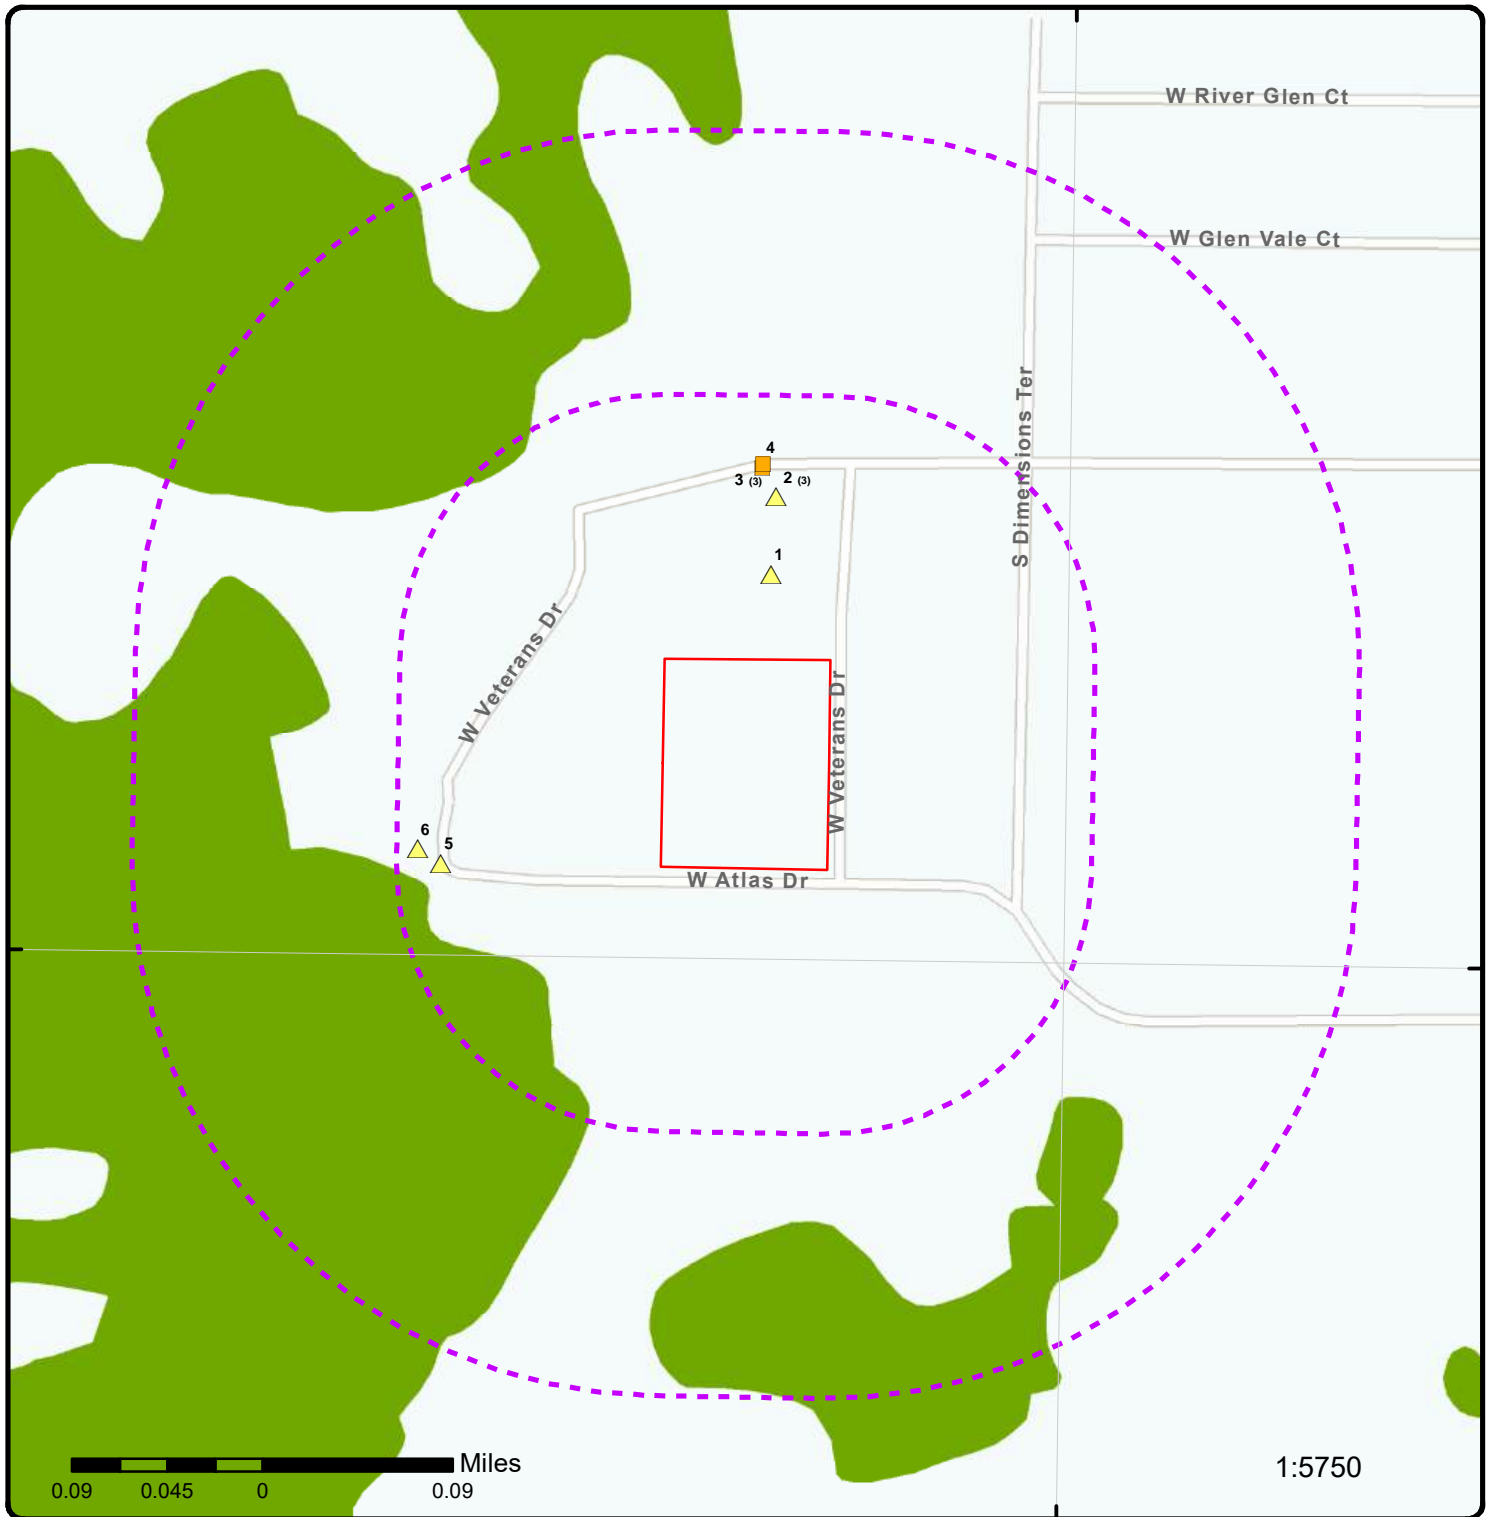 W River Glen Ct
W Glen Vale Ct
S Dimensions Ter
4
3 (3)
2 (3)
1
W Veterans Dr
W Veterans Dr
6
5
W Atlas Dr
Miles
0.09 0.045 0 0.09
1:5750